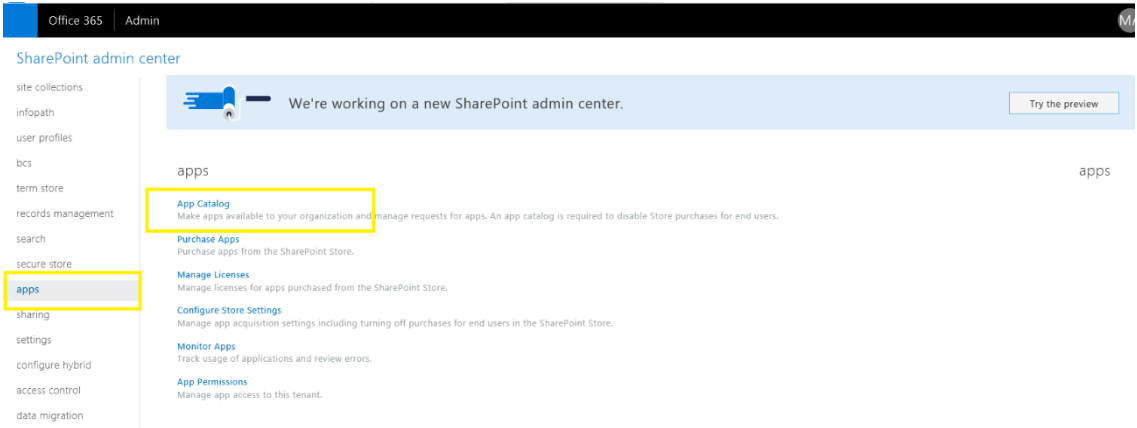 Office 365 Admin
MA
SharePoint admin center
site collections
infopath
user profiles
bcs
term store
records management
search
secure store
apps
sharing
settings
configure hybrid
access control
data migration
We're working on a new SharePoint admin center.
Try the preview
apps
apps
App Catalog
Make apps available to your organization and manage requests for apps. An app catalog is required to disable Store purchases for end users.
Purchase Apps
Purchase apps from the SharePoint Store.
Manage Licenses
Manage licenses for apps purchased from the SharePoint Store.
Configure Store Settings
Manage app acquisition settings including turning off purchases for end users in the SharePoint Store.
Monitor Apps
Track usage of applications and review errors.
App Permissions
Manage app access to this tenant.